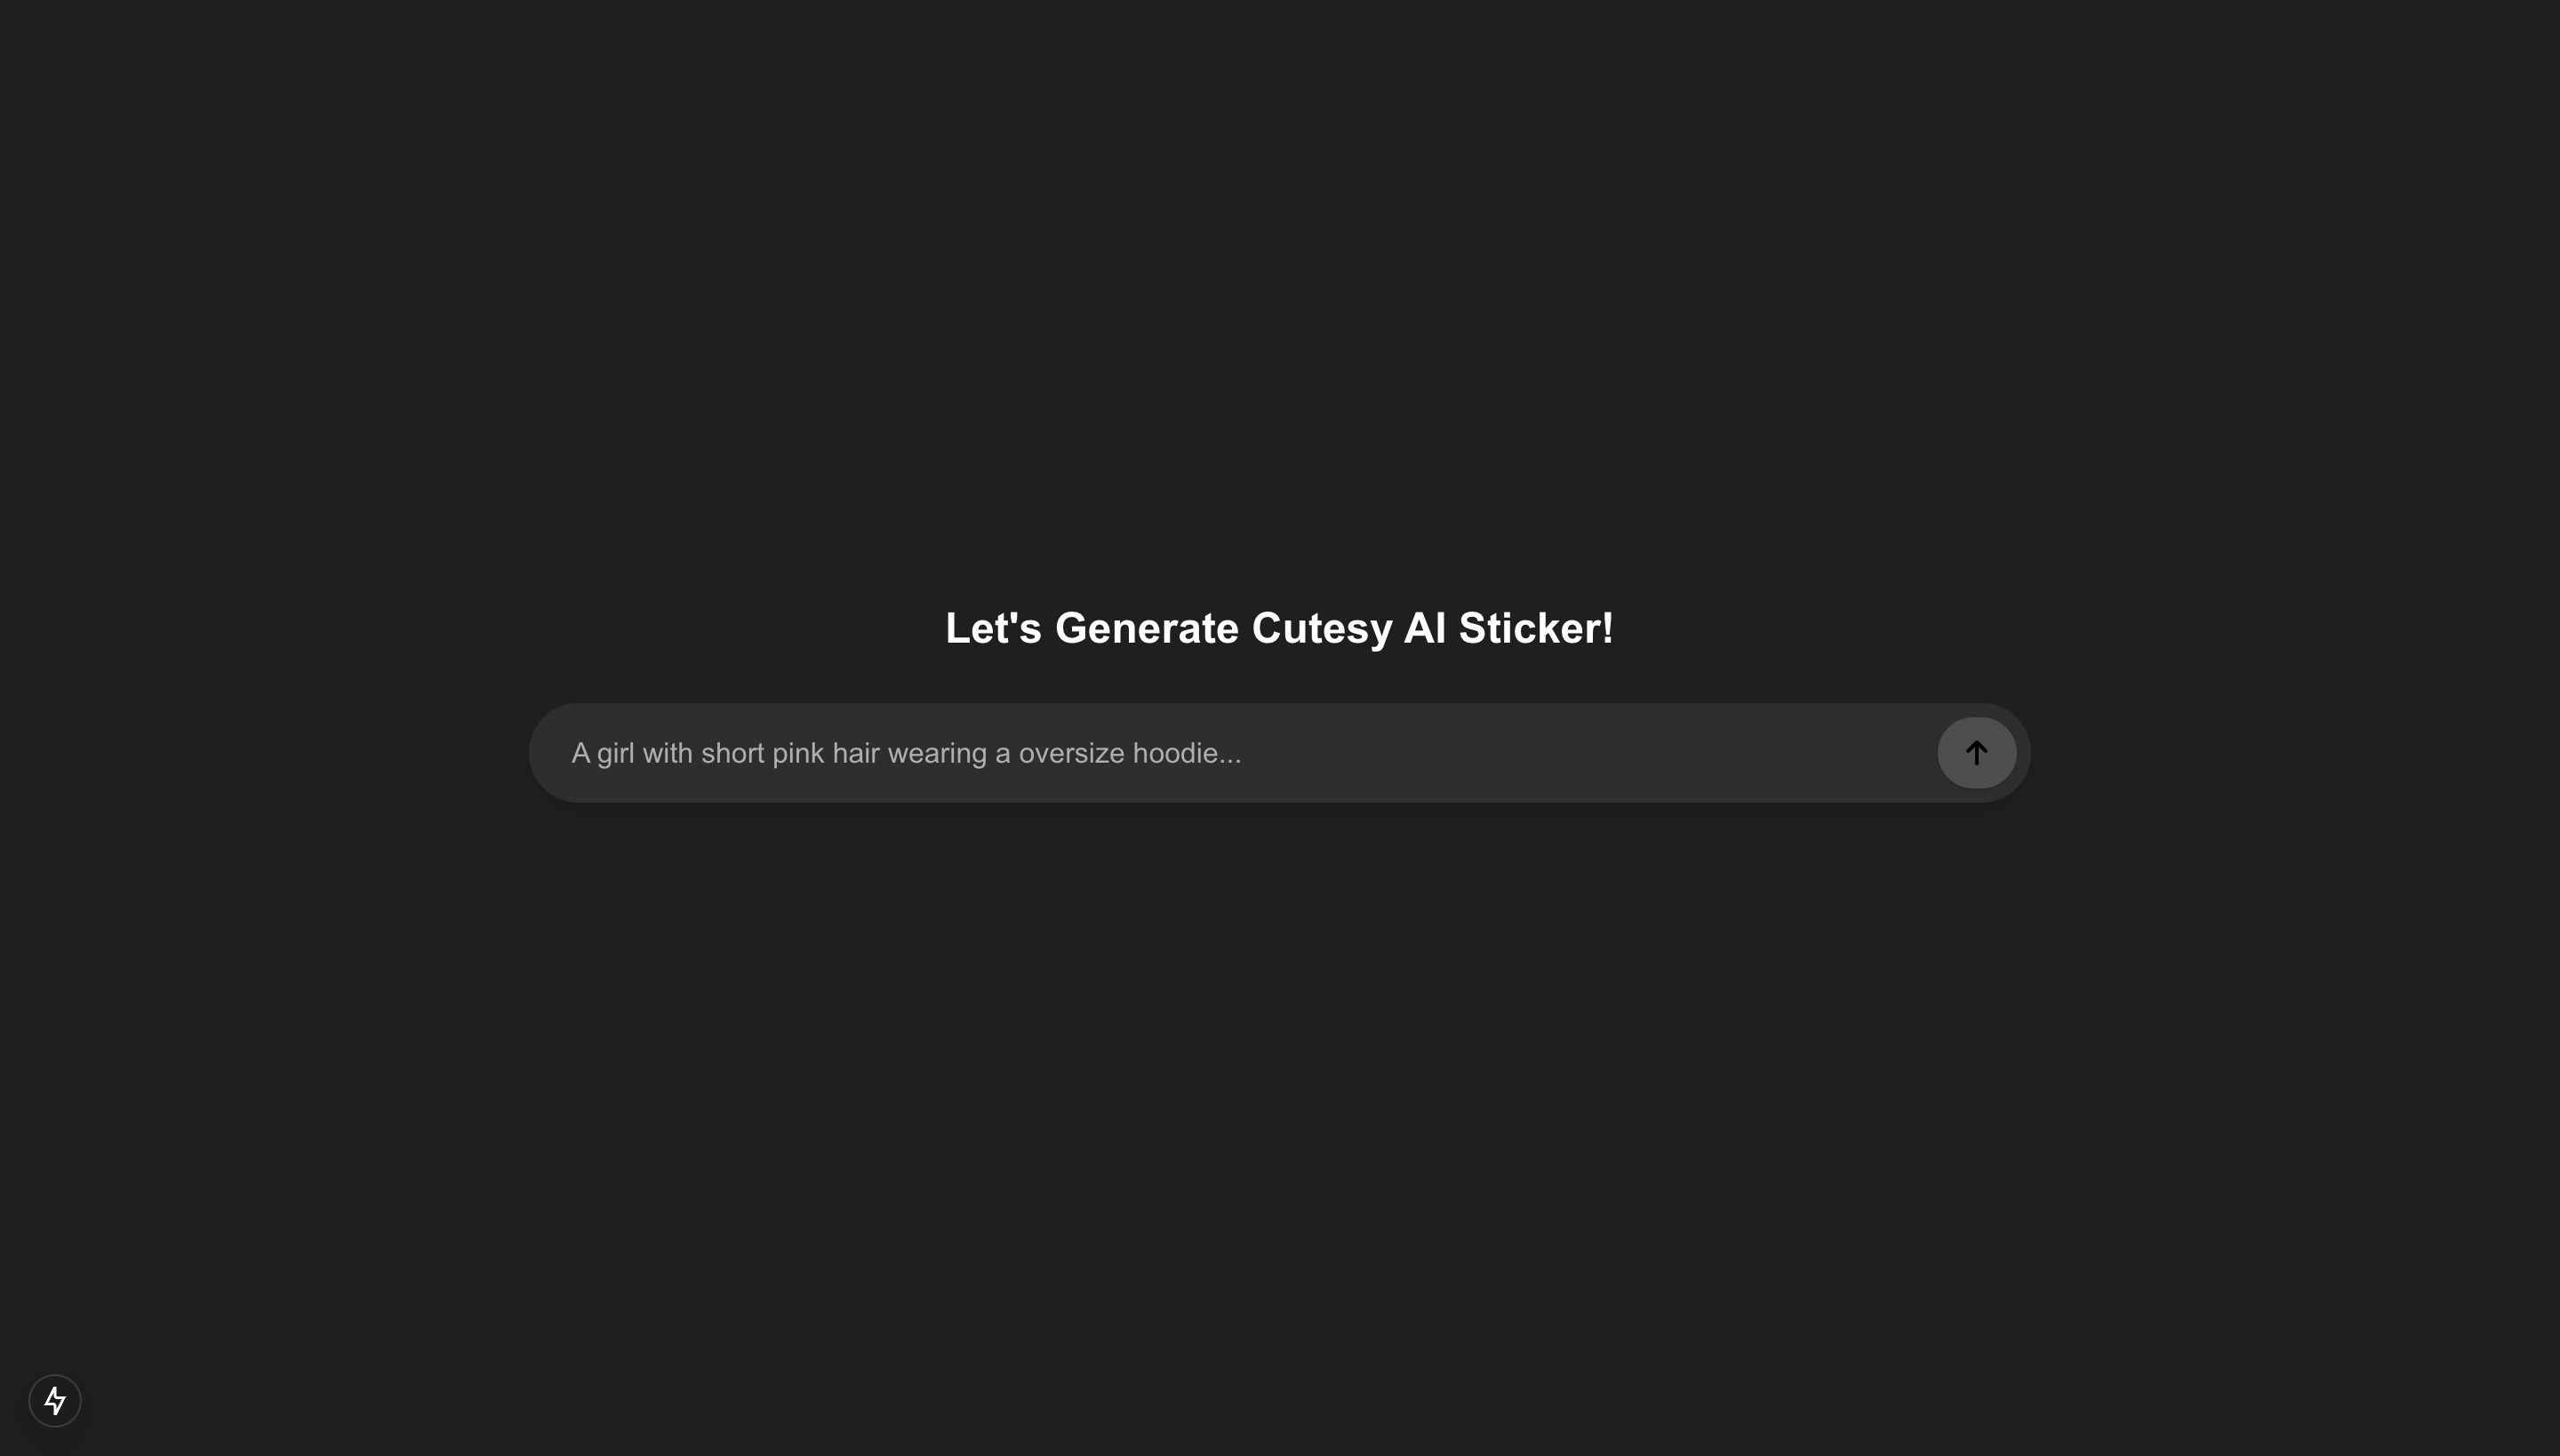 Let's Generate Cutesy AI Sticker!
A girl with short pink hair wearing a oversize hoodie...